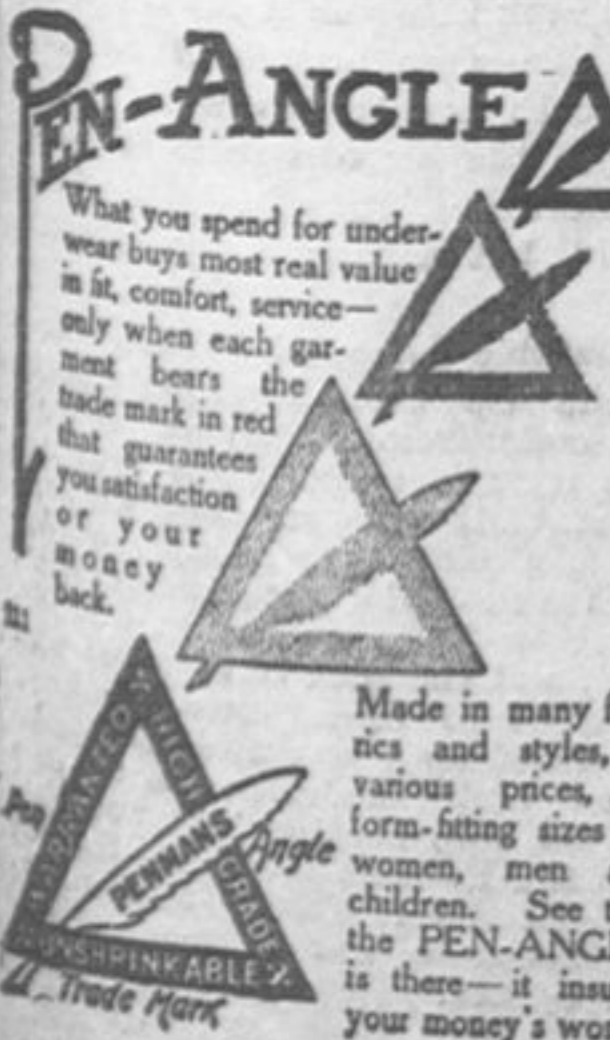 PEN-ANGLE
What you spend for under-
wear buys most real value
in fit, comfort, service—
only when each gar-
ment bears the
trade mark in red
that guarantees
you satisfaction
or your
money
back.
WARRANTED
HIGH GRADE
UNSHRINKABLE
PENMANS
Pen
Angle
Trade Mark
Made in many
rics and styles,
various prices,
form-fitting sizes
women, men
children. See
the PEN-ANGL
is there—it insu
your money's wor